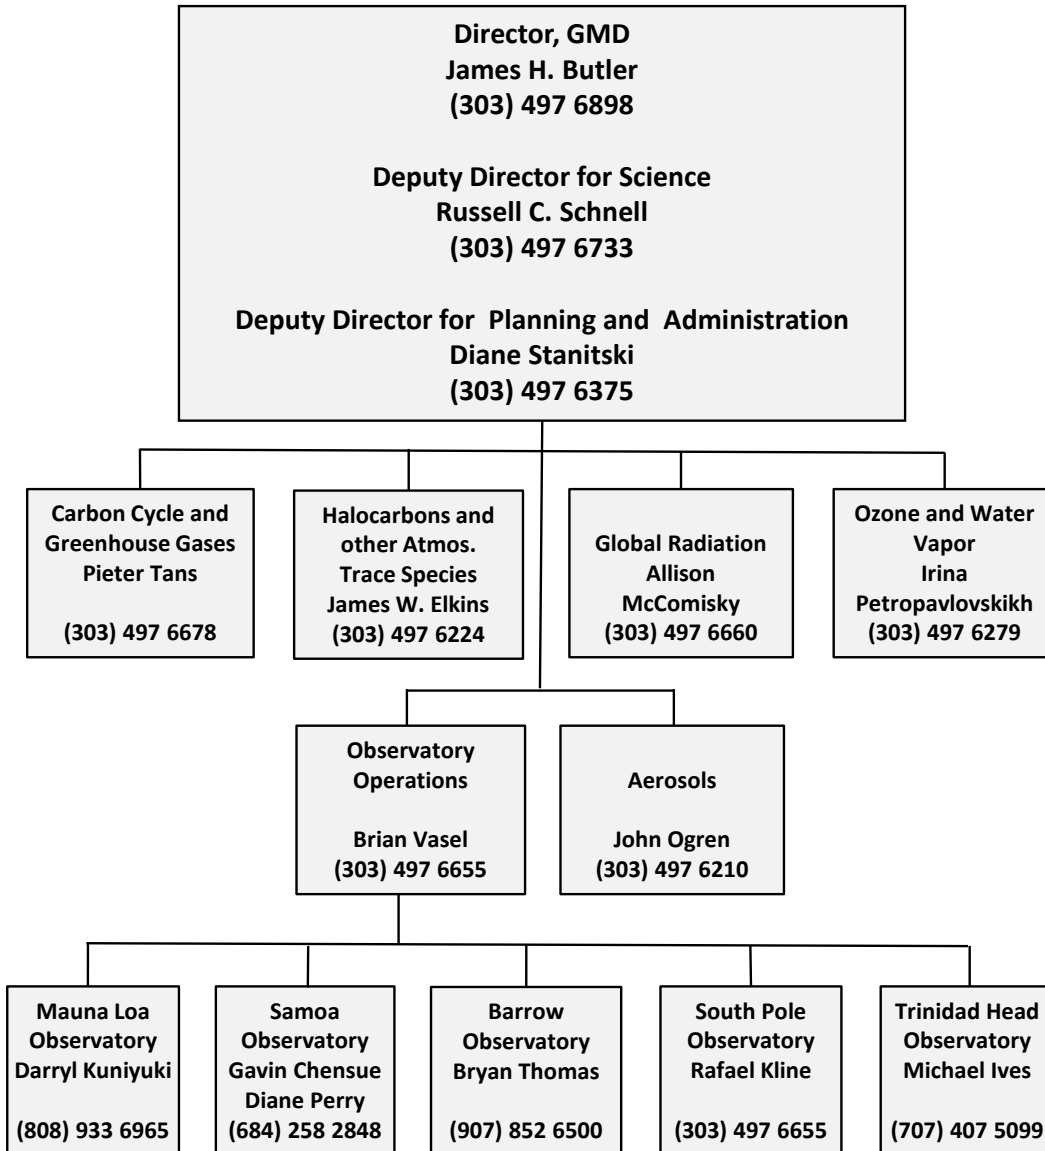 Director, GMD
James H. Butler
(303) 497 6898
Deputy Director for Science
Russell C. Schnell
(303) 497 6733
Deputy Director for Planning and Administration
Diane Stanitski
(303) 497 6375
Carbon Cycle and
Greenhouse Gases
Pieter Tans
(303) 497 6678
Halocarbons and
other Atmos.
Trace Species
James W. Elkins
(303) 497 6224
Global Radiation
Allison
McComisky
(303) 497 6660
Ozone and Water
Vapor
Irina
Petropavlovskikh
(303) 497 6279
Observatory
Operations
Brian Vasel
(303) 497 6655
Aerosols
John Ogren
(303) 497 6210
Mauna Loa
Observatory
Darryl Kuniyuki
(808) 933 6965
Samoa
Observatory
Gavin Chensue
Diane Perry
(684) 258 2848
Barrow
Observatory
Bryan Thomas
(907) 852 6500
South Pole
Observatory
Rafael Kline
(303) 497 6655
Trinidad Head
Observatory
Michael Ives
(707) 407 5099